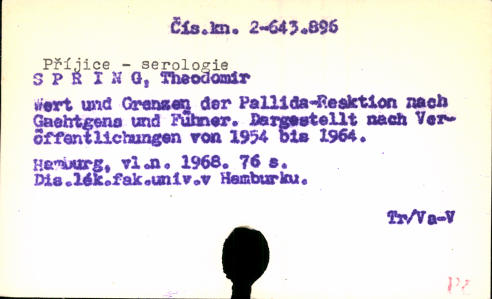 Čís.kn. 2-643.896
Příjice - serologie
S P R I N G, Theodomir
Wert und Grenzen der Pallida-Reaktion nach
Gaehtgens und Fühner. Dargestellt nach Ver-
öffentlichungen von 1954 bis 1964.
Hamburg, vl.n. 1968. 76 s.
Dis.lék.fak.univ.v Hamburku.
Tr/Va-V